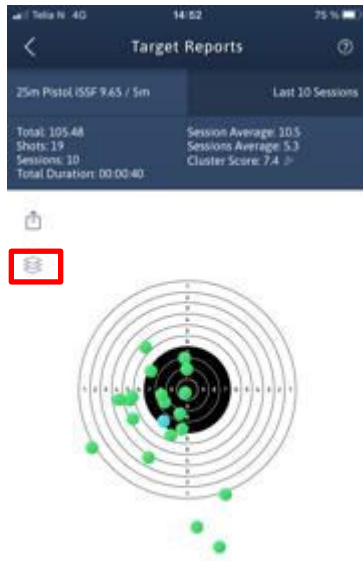 Telia N 4G 14:52 75 %
Target Reports
25m Pistol ISSF 9.65 / 5m Last 10 Sessions
Total: 105.48 Session Average: 10.5
Shots: 19 Sessions Average: 5.3
Sessions: 10 Cluster Score: 7.4
Total Duration: 00:00:40